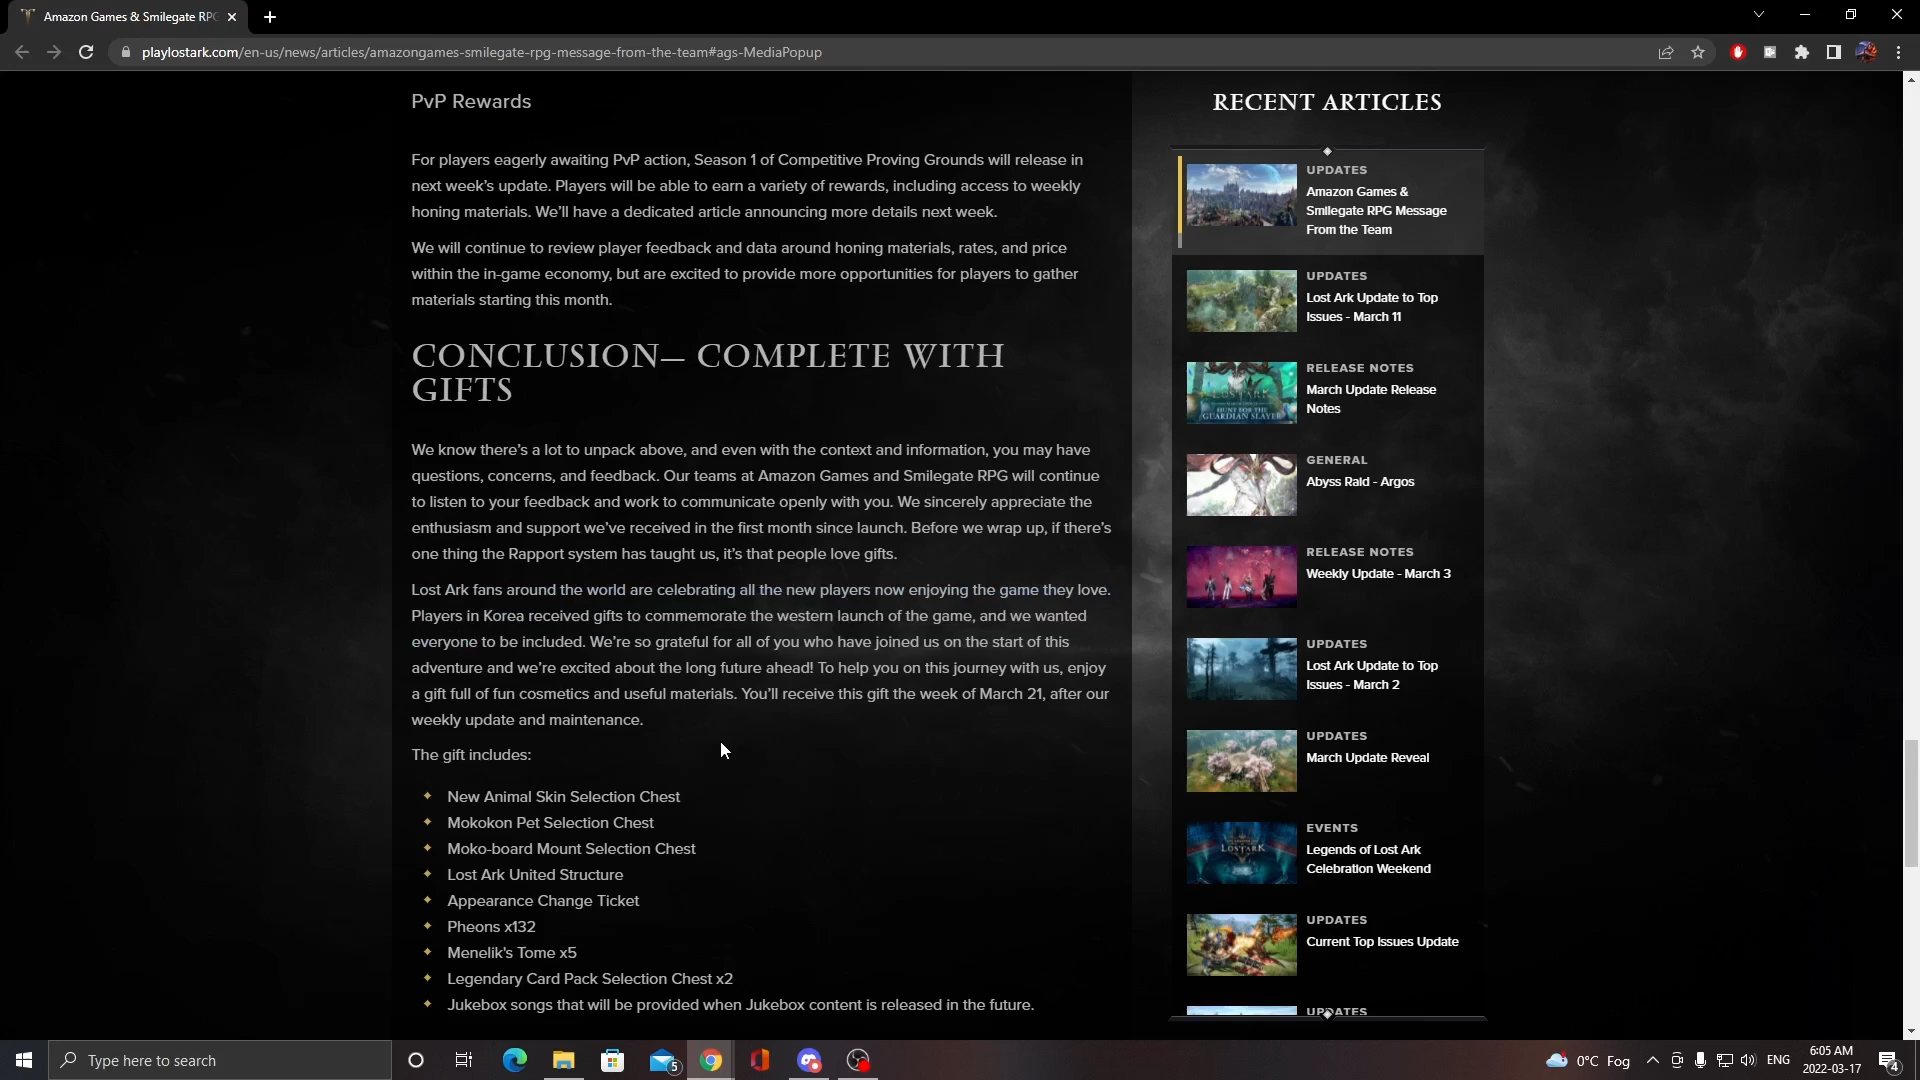 Amazon Games & Smilegate RPG
playlostark.com/en-us/news/articles/amazongames-smilegate-rpg-message-from-the-team#ags-MediaPopup
PvP Rewards
For players eagerly awaiting PvP action, Season 1 of Competitive Proving Grounds will release in
next week's update. Players will be able to earn a variety of rewards, including access to weekly
honing materials. We'll have a dedicated article announcing more details next week.
We will continue to review player feedback and data around honing materials, rates, and price
within the in-game economy, but are excited to provide more opportunities for players to gather
materials starting this month.
CONCLUSION— COMPLETE WITH
GIFTS
We know there's a lot to unpack above, and even with the context and information, you may have
questions, concerns, and feedback. Our teams at Amazon Games and Smilegate RPG will continue
to listen to your feedback and work to communicate openly with you. We sincerely appreciate the
enthusiasm and support we've received in the first month since launch. Before we wrap up, if there's
one thing the Rapport system has taught us, it's that people love gifts.
Lost Ark fans around the world are celebrating all the new players now enjoying the game they love.
Players in Korea received gifts to commemorate the western launch of the game, and we wanted
everyone to be included. We're so grateful for all of you who have joined us on the start of this
adventure and we're excited about the long future ahead! To help you on this journey with us, enjoy
a gift full of fun cosmetics and useful materials. You'll receive this gift the week of March 21, after our
weekly update and maintenance.
The gift includes:
New Animal Skin Selection Chest
Mokokon Pet Selection Chest
Moko-board Mount Selection Chest
Lost Ark United Structure
Appearance Change Ticket
Pheons x132
Menelik's Tome x5
Legendary Card Pack Selection Chest x2
Jukebox songs that will be provided when Jukebox content is released in the future.
RECENT ARTICLES
UPDATES
Amazon Games &
Smilegate RPG Message
From the Team
UPDATES
Lost Ark Update to Top
Issues - March 11
RELEASE NOTES
March Update Release
Notes
LOST ARK
HUNT FOR THE
GUARDIAN SLAYER
GENERAL
Abyss Raid - Argos
RELEASE NOTES
Weekly Update - March 3
UPDATES
Lost Ark Update to Top
Issues - March 2
UPDATES
March Update Reveal
EVENTS
Legends of Lost Ark
Celebration Weekend
LOST ARK
UPDATES
Current Top Issues Update
UPDATES
Type here to search
5
0°C Fog
ENG
6:05 AM
2022-03-17
4